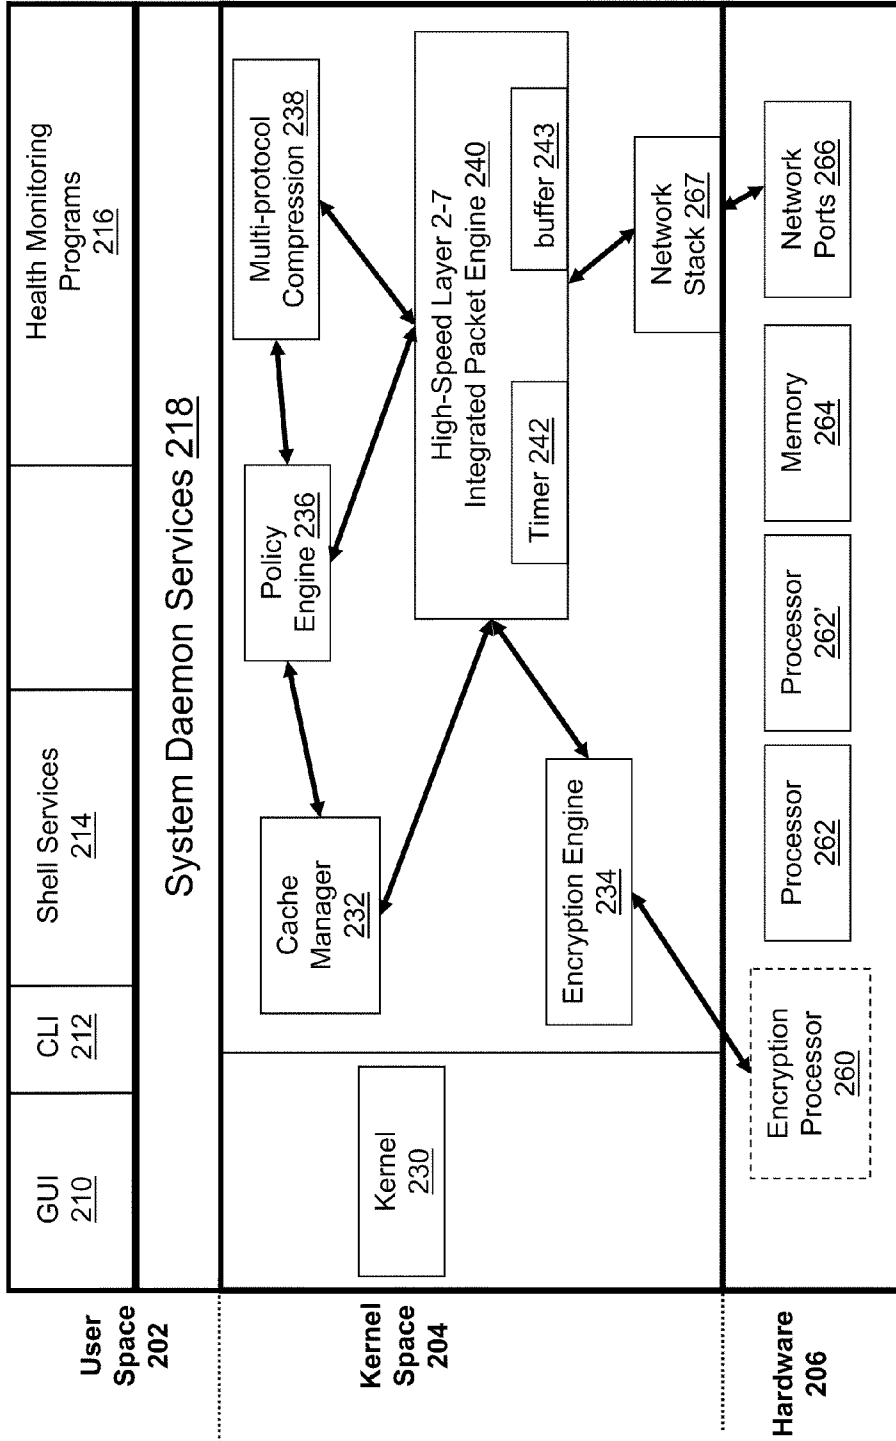 User
Space
202
GUI
210
CLI
212
Shell Services
214
Health Monitoring
Programs
216
System Daemon Services 218
Kernel
Space
204
Kernel
230
Cache
Manager
232
Policy
Engine 236
Multi-protocol
Compression 238
High-Speed Layer 2-7
Integrated Packet Engine 240
Timer 242
buffer 243
Encryption Engine
234
Network
Stack 267
Hardware
206
Encryption
Processor
260
Processor
262
Processor
262'
Memory
264
Network
Ports 266